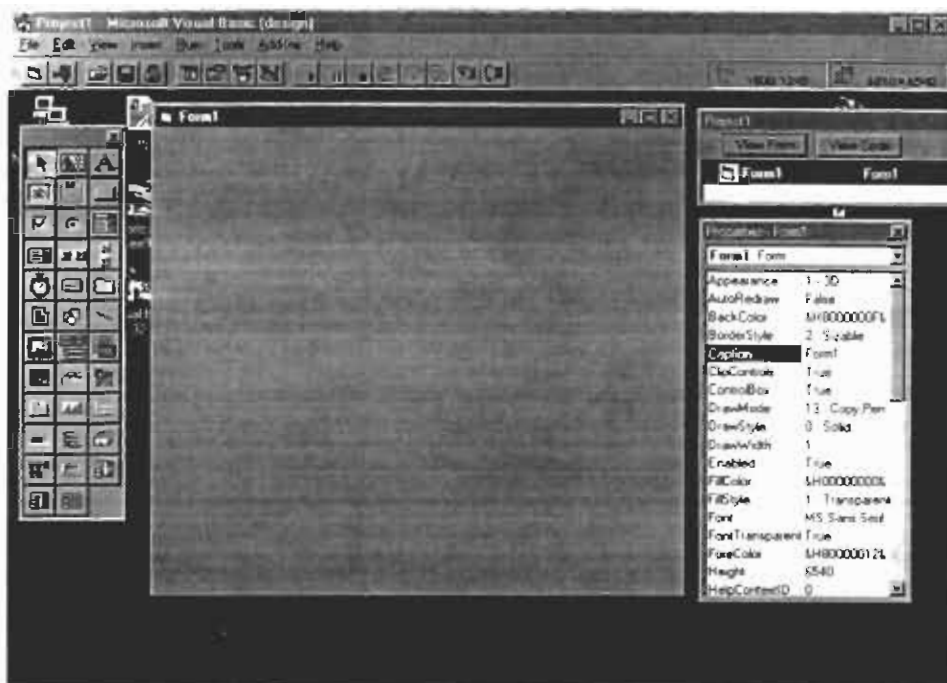 Project1 - Microsoft Visual Basic [design]
File Edit View Insert Run Tools Add-Ins Help
Form1
Project1
View Form View Code
Form1 Form1
Properties - Form1
Form1 Form
Appearance 1 - 3D
AutoRedraw False
BackColor &H8000000F&
BorderStyle 2 - Sizable
Caption Form1
ClipControls True
ControlBox True
DrawMode 13 - Copy Pen
DrawStyle 0 - Solid
DrawWidth 1
Enabled True
FillColor &H00000000&
FillStyle 1 - Transparent
Font MS Sans Serif
FontTransparent True
ForeColor &H80000012&
Height 6540
HelpContextID 0